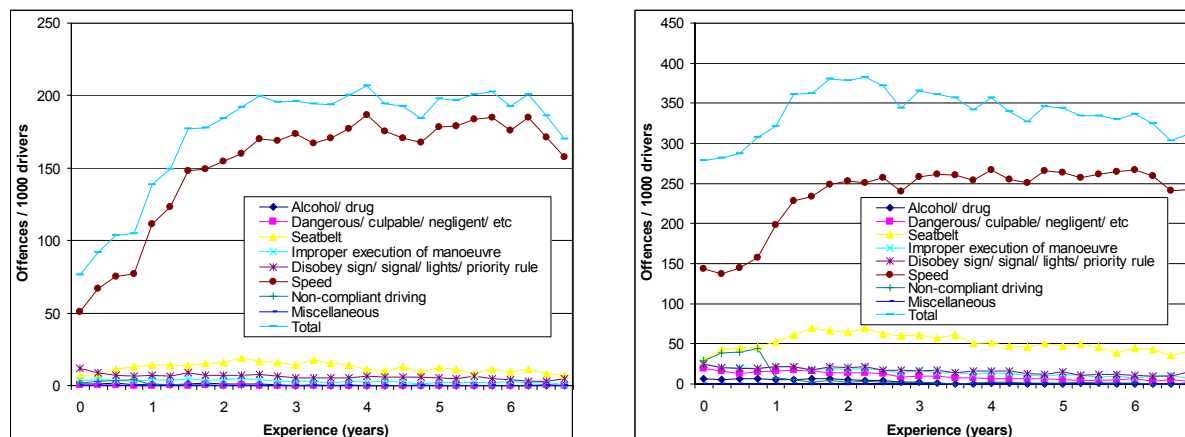 250
200
150
100
50
0
Offences / 1000 drivers
Alcohol/ drug
Dangerous/ culpable/ negligent/ etc
Seatbelt
Improper execution of manoeuvre
Disobey sign/ signal/ lights/ priority rule
Speed
Non-compliant driving
Miscellaneous
Total
0 1 2 3 4 5 6
Experience (years)
450
400
350
300
250
200
150
100
50
0
Offences / 1000 drivers
Alcohol/ drug
Dangerous/ culpable/ negligent/ etc
Seatbelt
Improper execution of manoeuvre
Disobey sign/ signal/ lights/ priority rule
Speed
Non-compliant driving
Miscellaneous
Total
0 1 2 3 4 5 6
Experience (years)